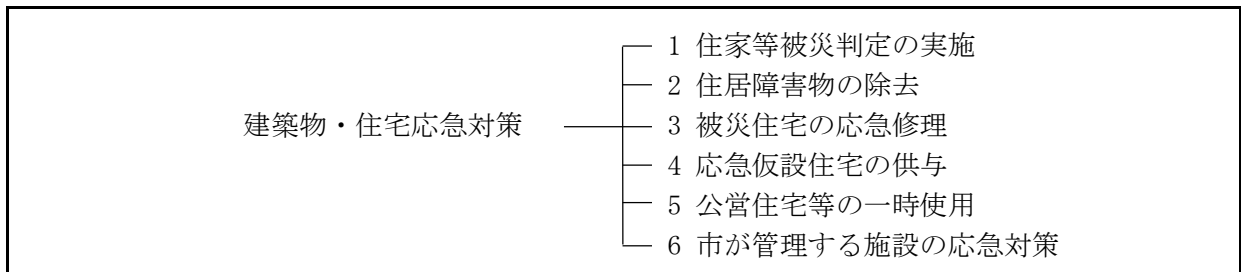 1 住家等被災判定の実施
2 住居障害物の除去
建築物・住宅応急対策
3 被災住宅の応急修理
4 応急仮設住宅の供与
5 公営住宅等の一時使用
6 市が管理する施設の応急対策